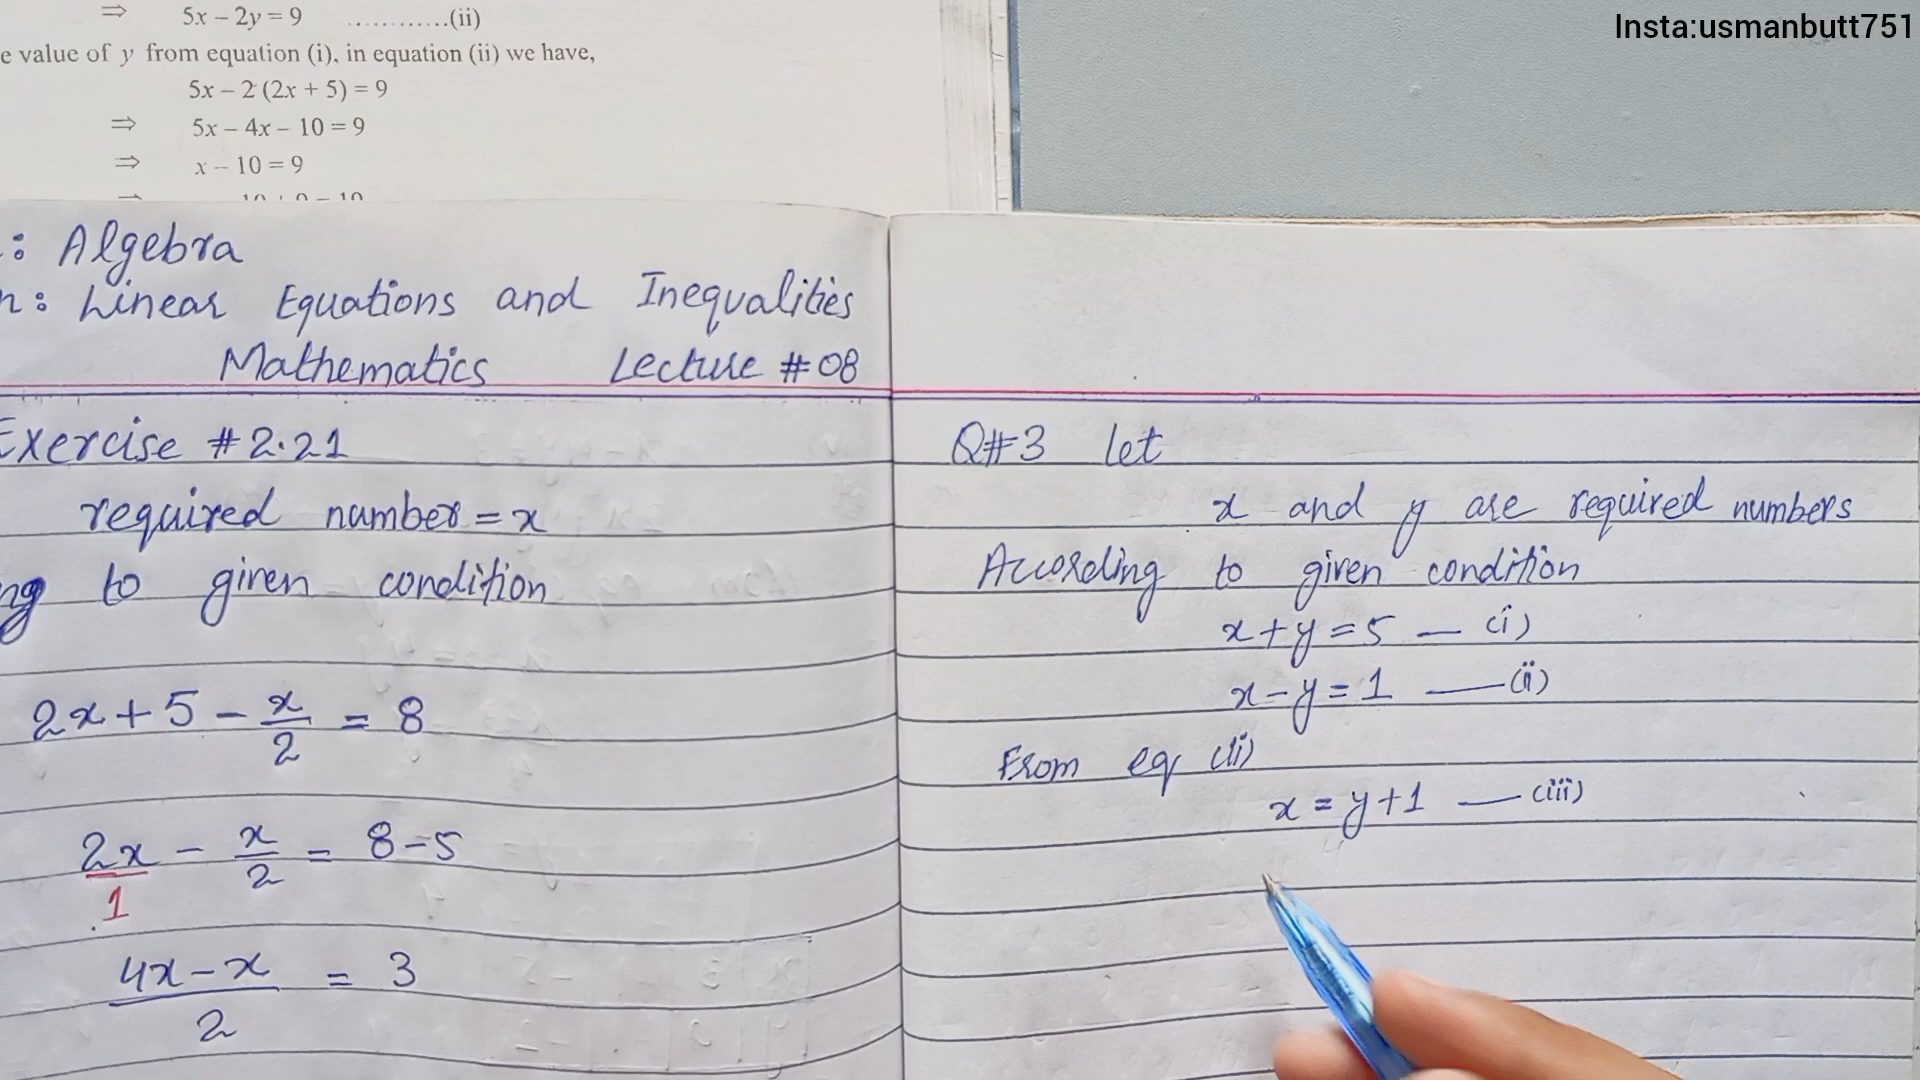 Insta:usmanbutt751
⇒ 5x – 2y = 9 ............(ii)
e value of y from equation (i), in equation (ii) we have,
5x – 2 (2x + 5) = 9
⇒ 5x – 4x – 10 = 9
⇒ x – 10 = 9
: Algebra
n: Linear Equations and Inequalities
Mathematics Lecture #08
Exercise #2.21
required number = x
ng to given condition
2x + 5 - x/2 = 8
2x/1 - x/2 = 8-5
4x-x/2 = 3
Q#3 let
x and y are required numbers
According to given condition
x+y = 5 — (i)
x-y = 1 — (ii)
From eq (ii)
x = y+1 — (iii)